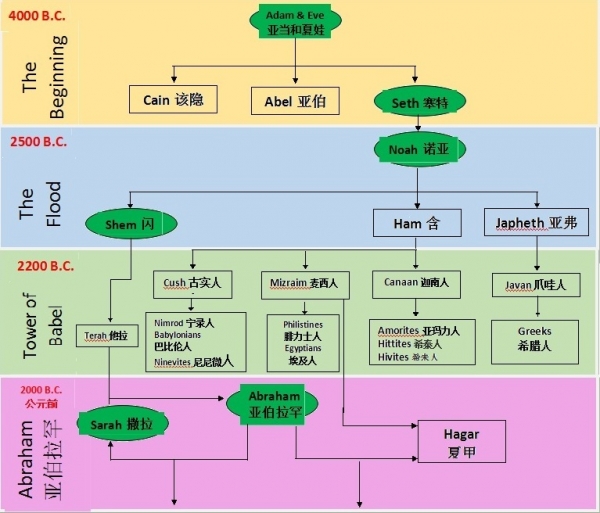 4000 B.C.
The Beginning
Adam & Eve
亚当和夏娃
Cain 该隐
Abel 亚伯
Seth 塞特
2500 B.C.
The Flood
Noah 诺亚
Shem 闪
Ham 含
Japheth 亚弗
2200 B.C.
Tower of Babel
Cush 古实人
Mizraim 麦西人
Canaan 迦南人
Javan 爪哇人
Terah 他拉
Nimrod 宁录人
Babylonians
巴比伦人
Ninevites 尼尼微人
Philistines
腓力士人
Egyptians
埃及人
Amorites 亚玛力人
Hittites 希泰人
Hivites 希未人
Greeks
希腊人
2000 B.C.
公元前
Abraham
亚伯拉罕
Sarah 撒拉
Abraham
亚伯拉罕
Hagar
夏甲